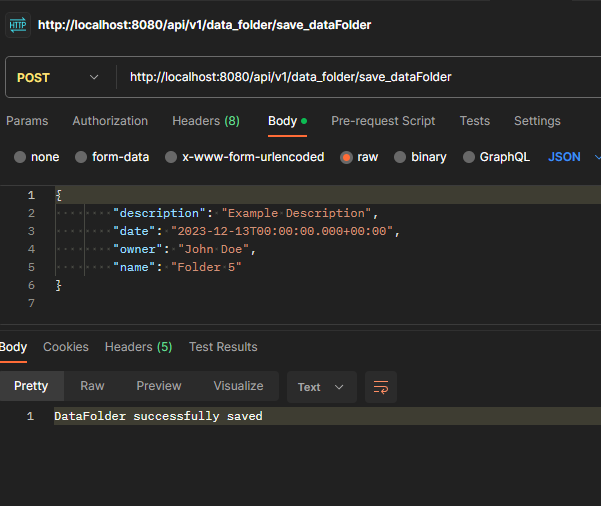 HTTP http://localhost:8080/api/v1/data_folder/save_dataFolder
POST http://localhost:8080/api/v1/data_folder/save_dataFolder
Params Authorization Headers (8) Body Pre-request Script Tests Settings
none form-data x-www-form-urlencoded raw binary GraphQL JSON
1 {
2 "description": "Example Description",
3 "date": "2023-12-13T00:00:00.000+00:00",
4 "owner": "John Doe",
5 "name": "Folder 5"
6 }
7
Body Cookies Headers (5) Test Results
Pretty Raw Preview Visualize Text
1 DataFolder successfully saved